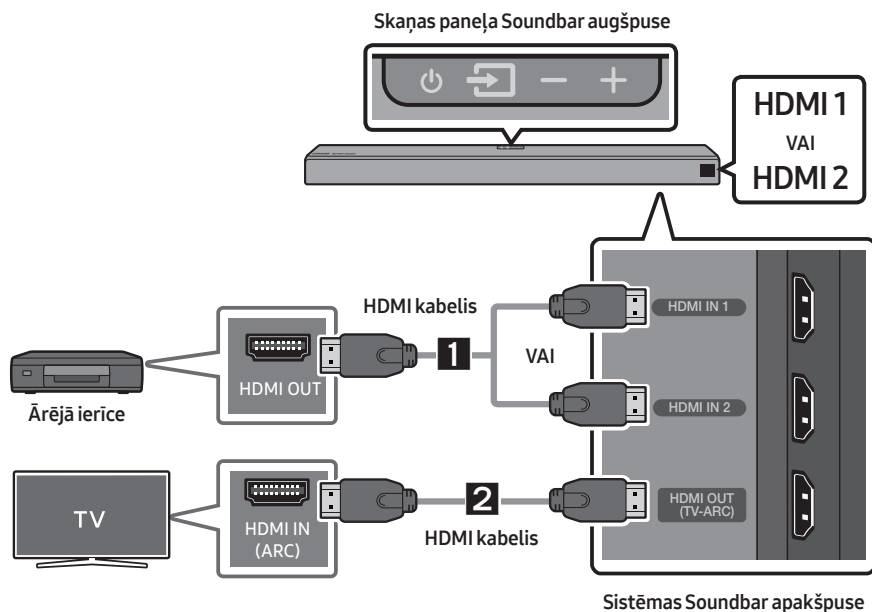 Skaņas paneļa Soundbar augšpuse
HDMI 1
VAI
HDMI 2
HDMI kabelis
HDMI IN 1
HDMI OUT
1
VAI
Ārējā ierīce
HDMI IN 2
TV
HDMI IN
(ARC)
2
HDMI kabelis
HDMI OUT
(TV-ARC)
Sistēmas Soundbar apakšpuse